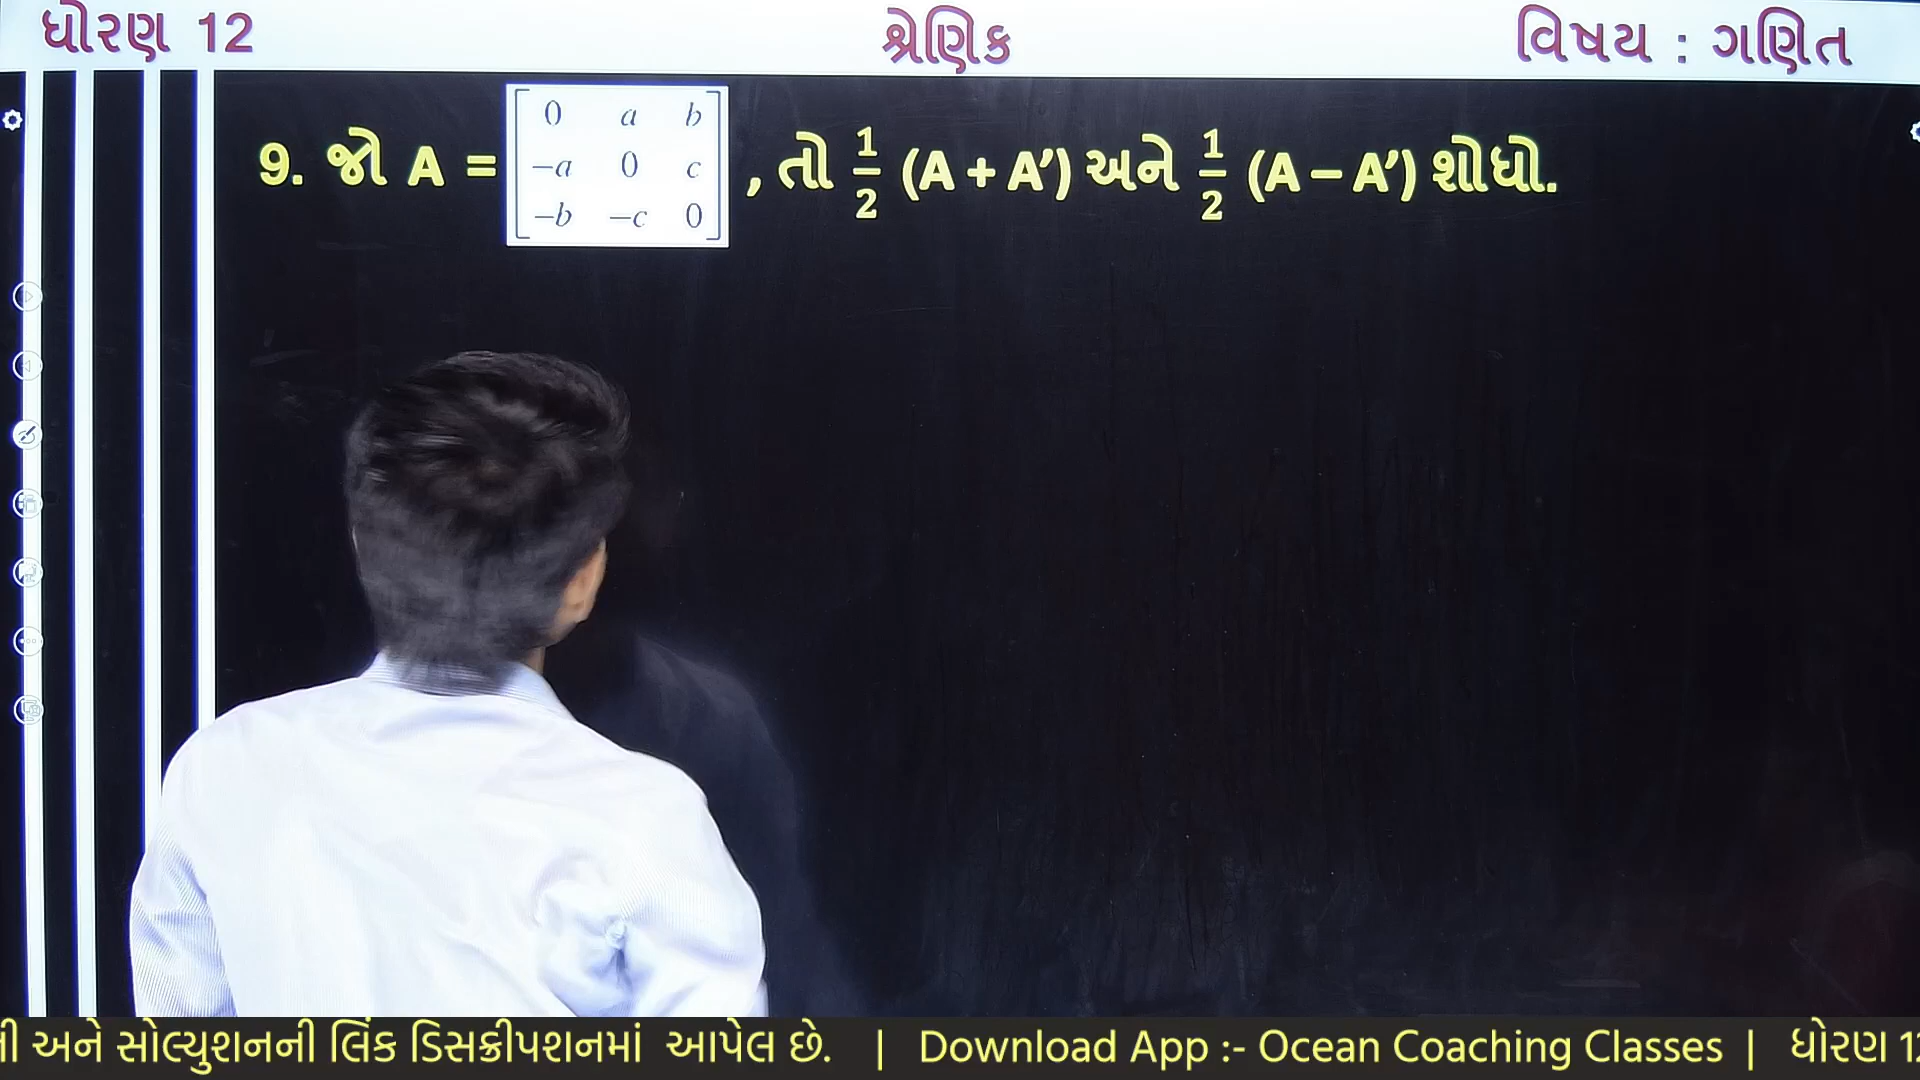 ધોરણ 12 શ્રેણિક વિષય : ગણિત
9. જો A = [ 0 a b ; −a 0 c ; −b −c 0 ] , તો 1/2 (A + A′) અને 1/2 (A − A′) શોધો.
અને સોલ્યુશનની લિંક ડિસક્રીપશનમાં આપેલ છે. | Download App :- Ocean Coaching Classes | ધોરણ